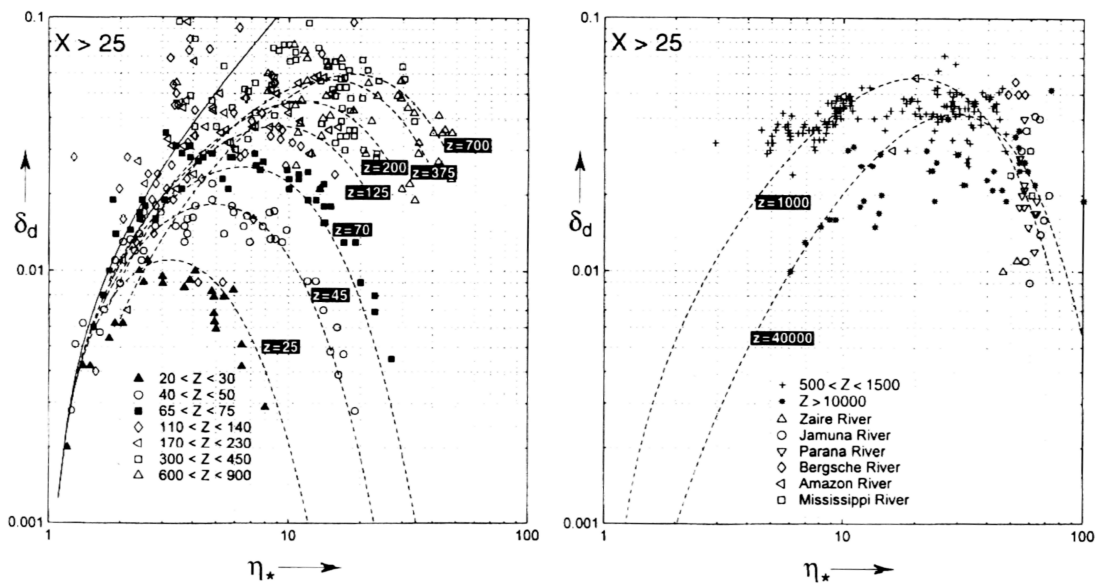 X > 25
0.1
0.01
0.001
δd
1
10
100
η*
z=700
z=200
z=375
z=125
z=70
z=45
z=25
20 < Z < 30
40 < Z < 50
65 < Z < 75
110 < Z < 140
170 < Z < 230
300 < Z < 450
600 < Z < 900
X > 25
0.1
0.01
0.001
δd
1
10
100
η*
z=1000
z=40000
500 < Z < 1500
Z > 10000
Zaire River
Jamuna River
Parana River
Bergsche River
Amazon River
Mississippi River